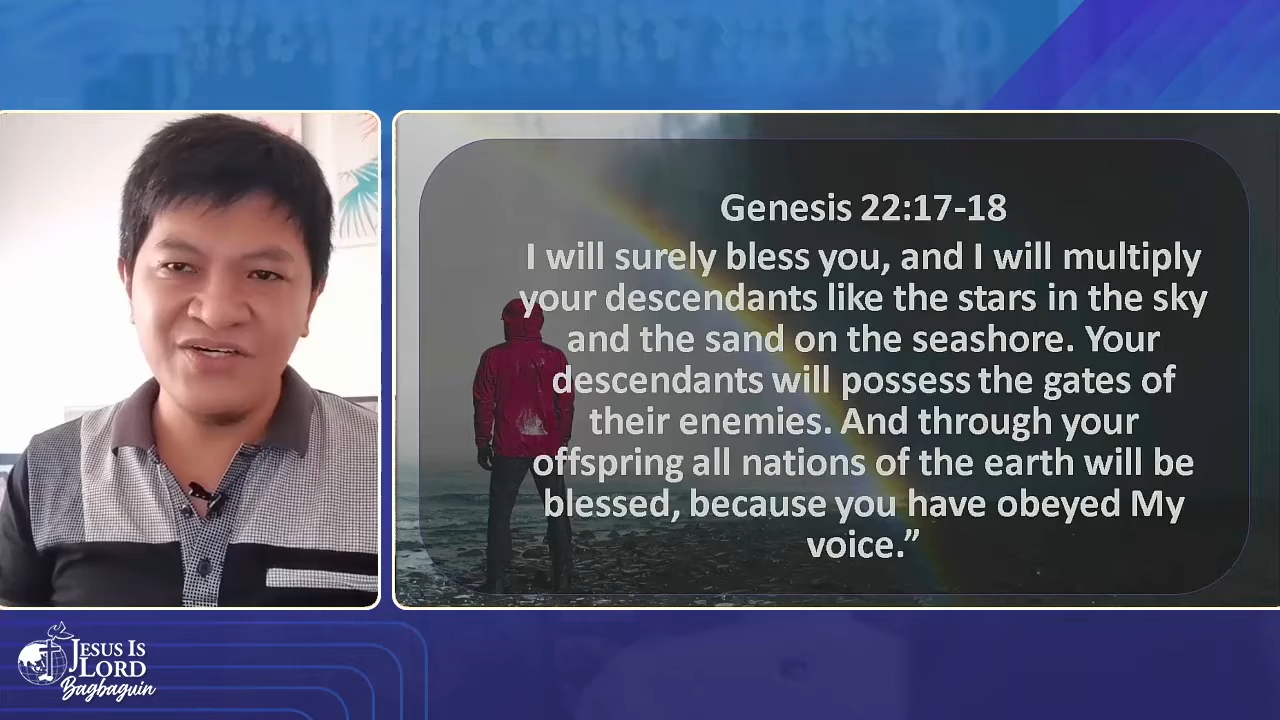 Genesis 22:17-18
I will surely bless you, and I will multiply
your descendants like the stars in the sky
and the sand on the seashore. Your
descendants will possess the gates of
their enemies. And through your
offspring all nations of the earth will be
blessed, because you have obeyed My
voice.”
JESUS IS
LORD
Bagbaguin